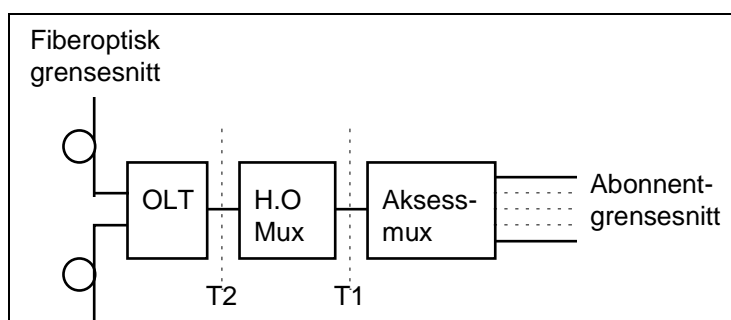 Fiberoptisk
grensesnitt
OLT
H.O
Mux
Aksess-
mux
Abonnent-
grensesnitt
T2
T1